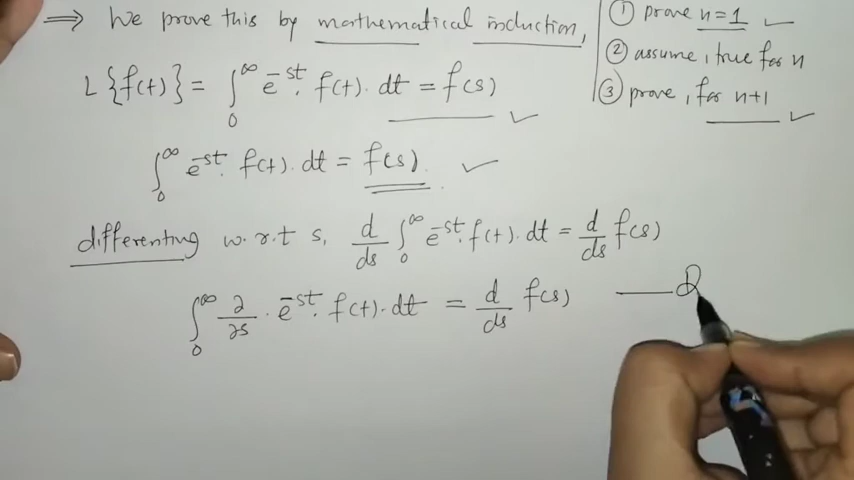 ⟹ We prove this by mathematical induction,
① prove n=1 ✓
② assume, true for n
③ prove, for n+1 ✓
L{f(t)} = ∫₀^∞ e^-st. f(t). dt = f(s) ✓
∫₀^∞ e^-st. f(t). dt = f(s). ✓
differenting w.r.t s, d/ds ∫₀^∞ e^-st. f(t). dt = d/ds f(s)
∫₀^∞ ∂/∂s . e^-st. f(t). dt = d/ds f(s)